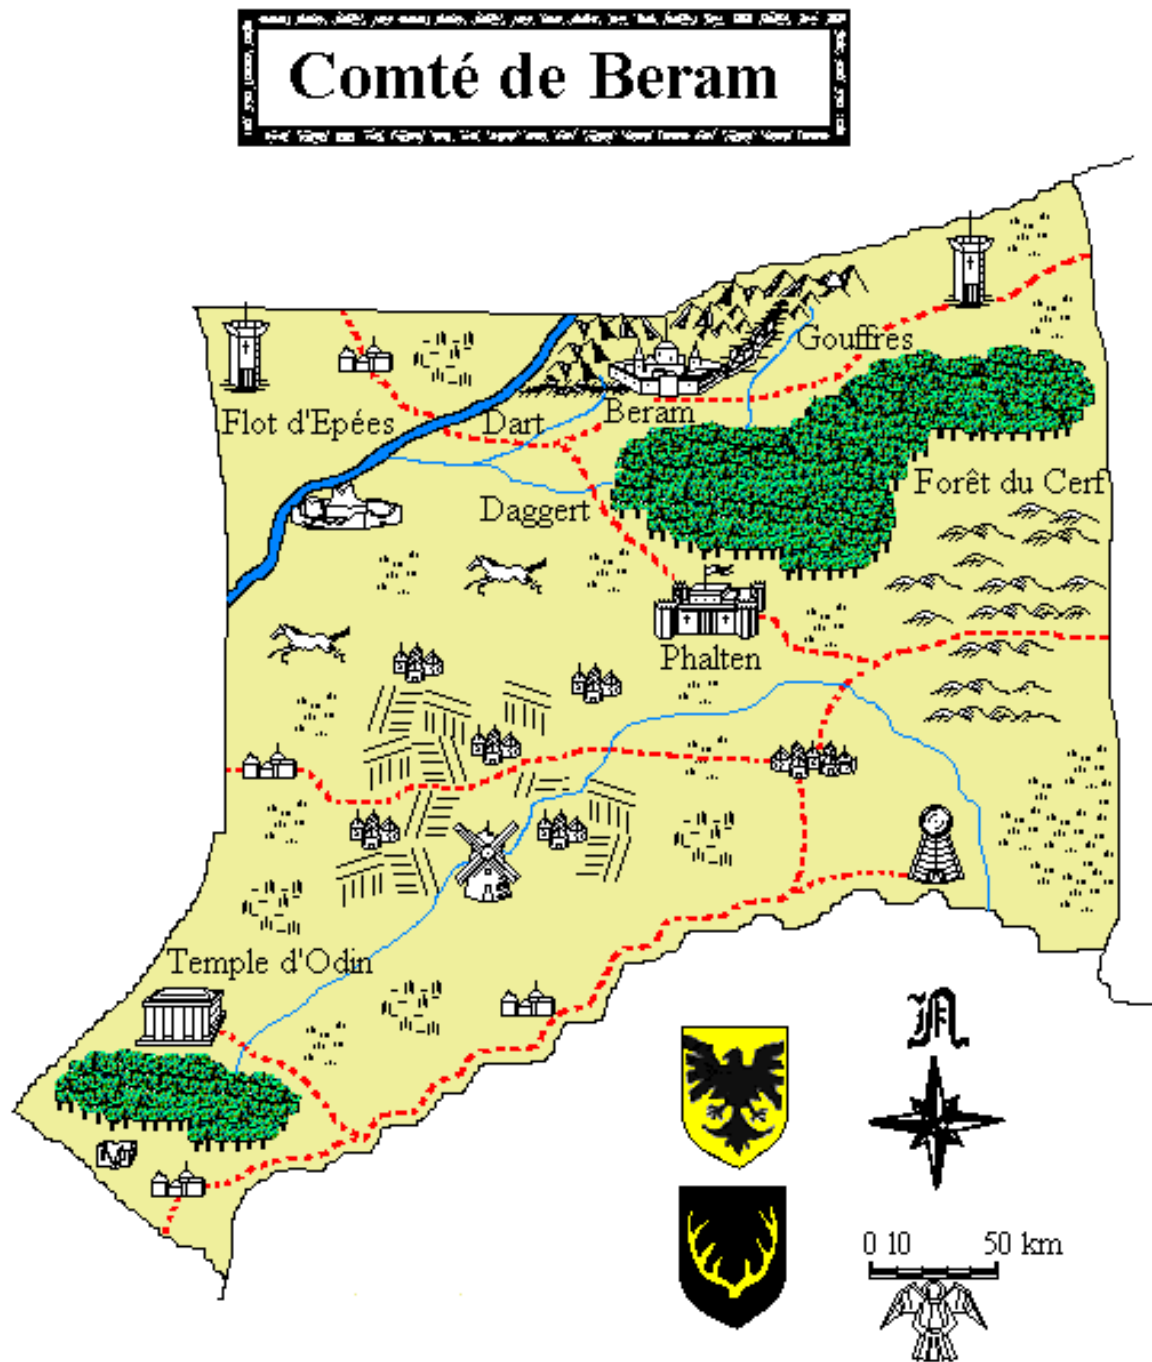 Comté de Beram
Gouffres
Flot d'Epées
Dart
Beram
Forêt du Cerf
Daggert
Phalten
Temple d'Odin
N
0 10 50 km